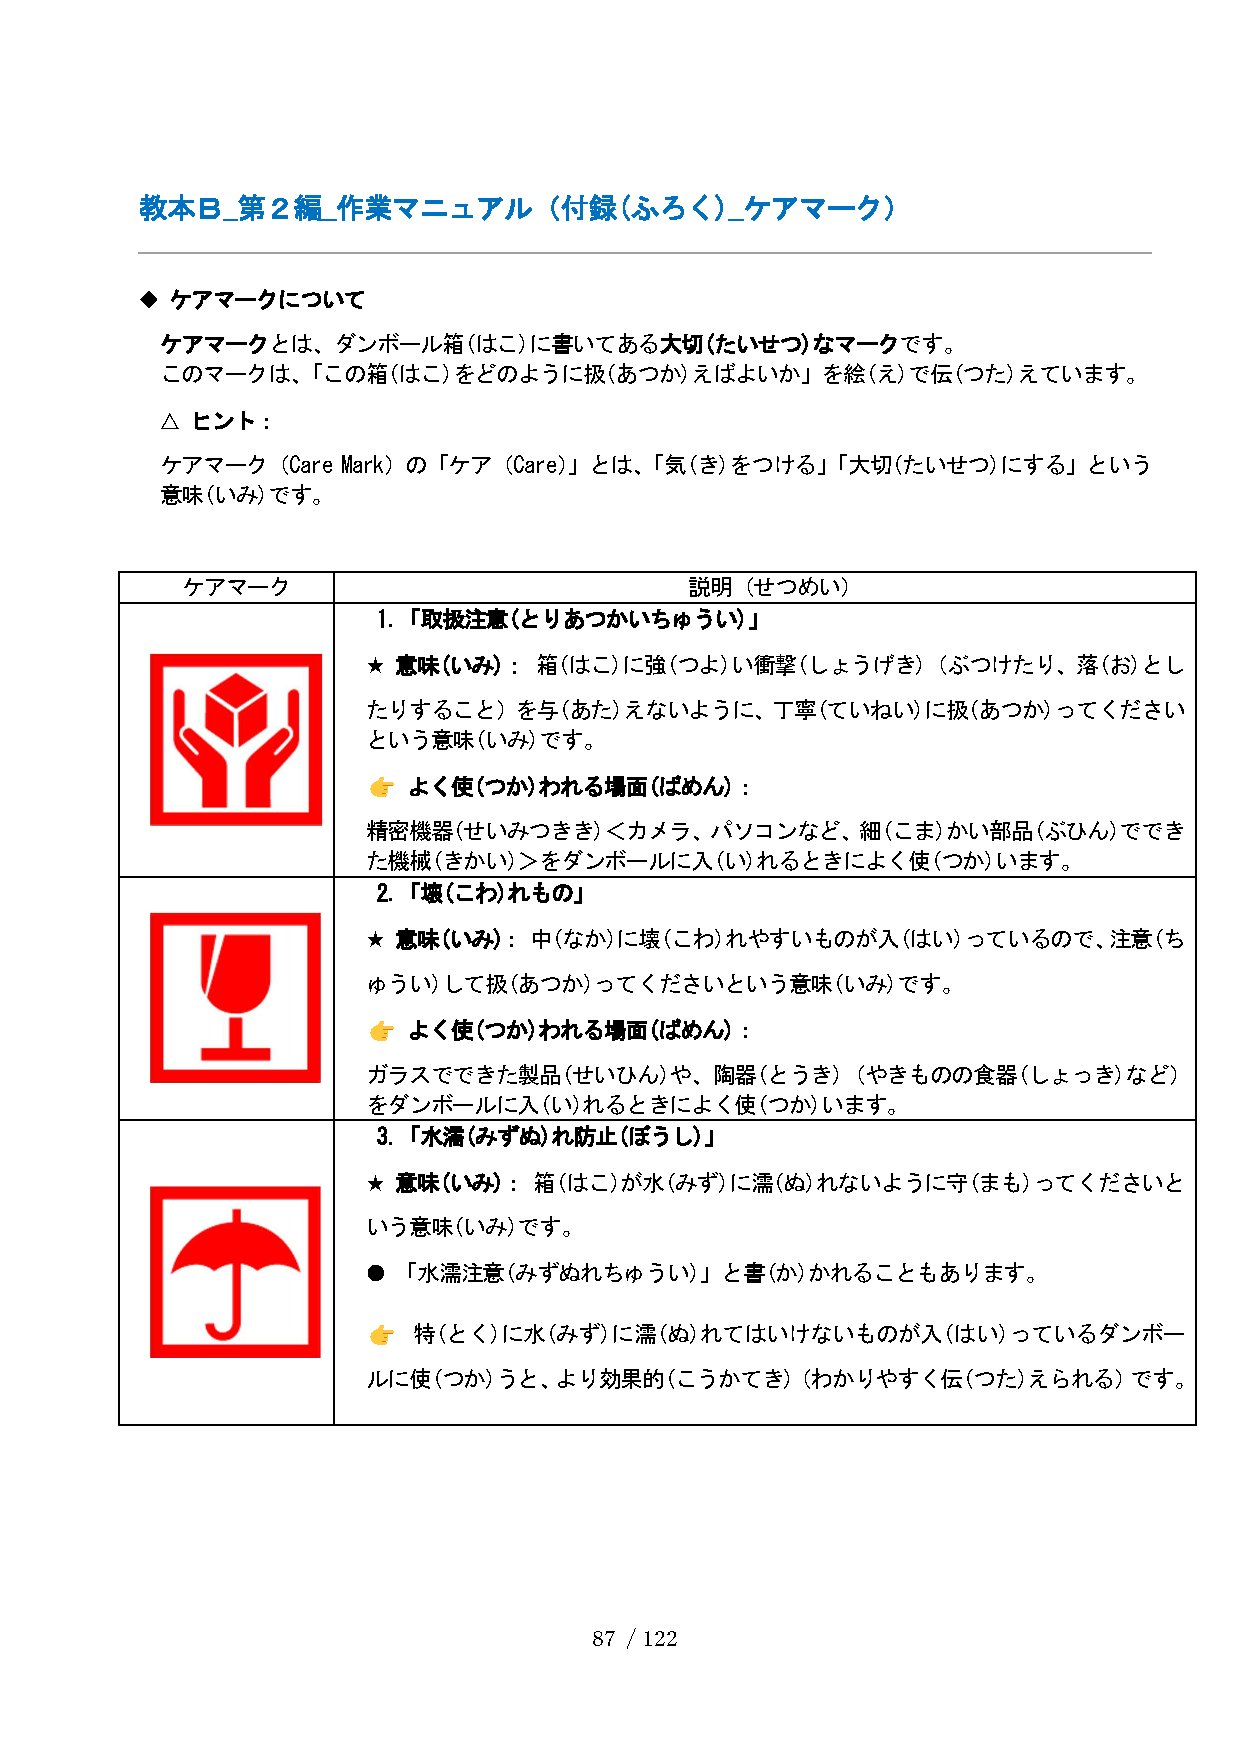 教本Ｂ_第２編_作業マニュアル（付録(ふろく)_ケアマーク）
◆ ケアマークについて
ケアマークとは、ダンボール箱(はこ)に書いてある大切(たいせつ)なマークです。
このマークは、「この箱(はこ)をどのように扱(あつか)えばよいか」を絵(え)で伝(つた)えています。
△ ヒント：
ケアマーク（Care Mark）の「ケア（Care）」とは、「気(き)をつける」「大切(たいせつ)にする」という
意味(いみ)です。
ケアマーク
説明（せつめい）
1.「取扱注意(とりあつかいちゅうい)」
★ 意味(いみ)： 箱(はこ)に強(つよ)い衝撃(しょうげき)（ぶつけたり、落(お)とし
たりすること）を与(あた)えないように、丁寧(ていねい)に扱(あつか)ってください
という意味(いみ)です。
👉 よく使(つか)われる場面(ばめん)：
精密機器(せいみつきき)＜カメラ、パソコンなど、細(こま)かい部品(ぶひん)ででき
た機械(きかい)＞をダンボールに入(い)れるときによく使(つか)います。
2.「壊(こわ)れもの」
★ 意味(いみ)： 中(なか)に壊(こわ)れやすいものが入(はい)っているので、注意(ち
ゅうい)して扱(あつか)ってくださいという意味(いみ)です。
👉 よく使(つか)われる場面(ばめん)：
ガラスでできた製品(せいひん)や、陶器(とうき)（やきものの食器(しょっき)など）
をダンボールに入(い)れるときによく使(つか)います。
3.「水濡(みずぬ)れ防止(ぼうし)」
★ 意味(いみ)： 箱(はこ)が水(みず)に濡(ぬ)れないように守(まも)ってくださいと
いう意味(いみ)です。
● 「水濡注意(みずぬれちゅうい)」と書(か)かれることもあります。
👉 特(とく)に水(みず)に濡(ぬ)れてはいけないものが入(はい)っているダンボー
ルに使(つか)うと、より効果的(こうかてき)（わかりやすく伝(つた)えられる）です。
87 / 122